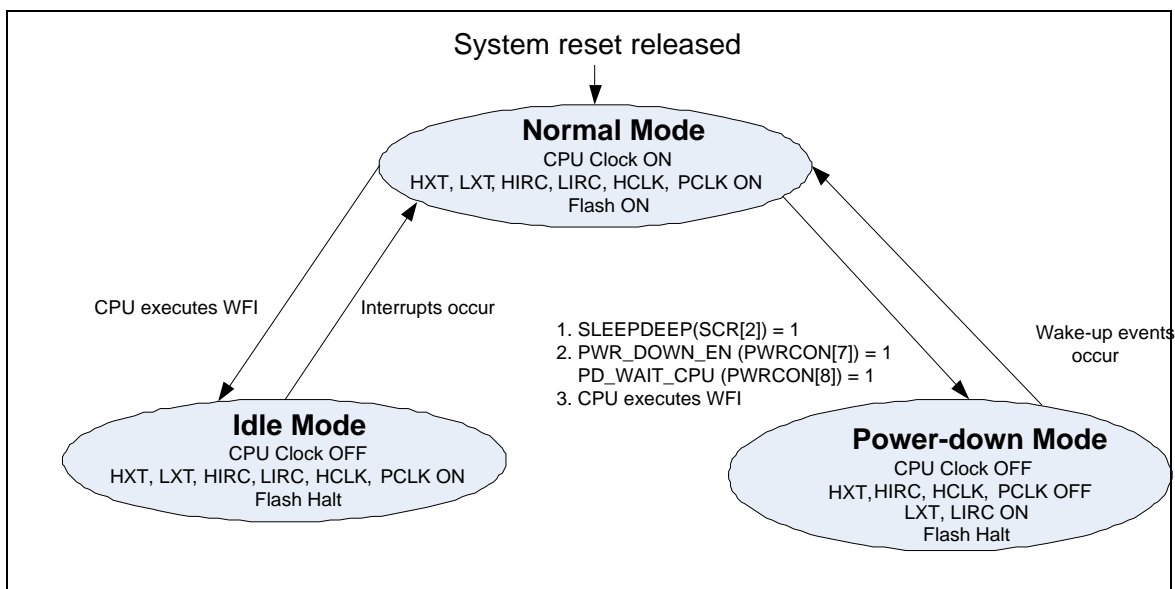 System reset released
Normal Mode
CPU Clock ON
HXT, LXT, HIRC, LIRC, HCLK, PCLK ON
Flash ON
CPU executes WFI
Interrupts occur
1. SLEEPDEEP(SCR[2]) = 1
2. PWR_DOWN_EN (PWRCON[7]) = 1
PD_WAIT_CPU (PWRCON[8]) = 1
3. CPU executes WFI
Wake-up events
occur
Idle Mode
CPU Clock OFF
HXT, LXT, HIRC, LIRC, HCLK, PCLK ON
Flash Halt
Power-down Mode
CPU Clock OFF
HXT, HIRC, HCLK, PCLK OFF
LXT, LIRC ON
Flash Halt